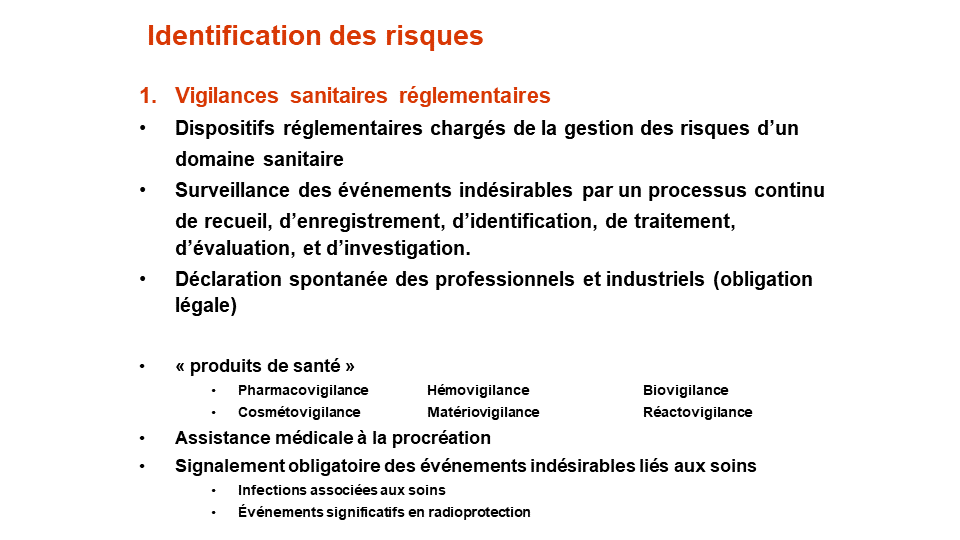 Identification des risques
1. Vigilances sanitaires réglementaires
• Dispositifs réglementaires chargés de la gestion des risques d’un
domaine sanitaire
• Surveillance des événements indésirables par un processus continu
de recueil, d’enregistrement, d’identification, de traitement,
d’évaluation, et d’investigation.
• Déclaration spontanée des professionnels et industriels (obligation
légale)
• « produits de santé »
• Pharmacovigilance Hémovigilance Biovigilance
• Cosmétovigilance Matériovigilance Réactovigilance
• Assistance médicale à la procréation
• Signalement obligatoire des événements indésirables liés aux soins
• Infections associées aux soins
• Événements significatifs en radioprotection